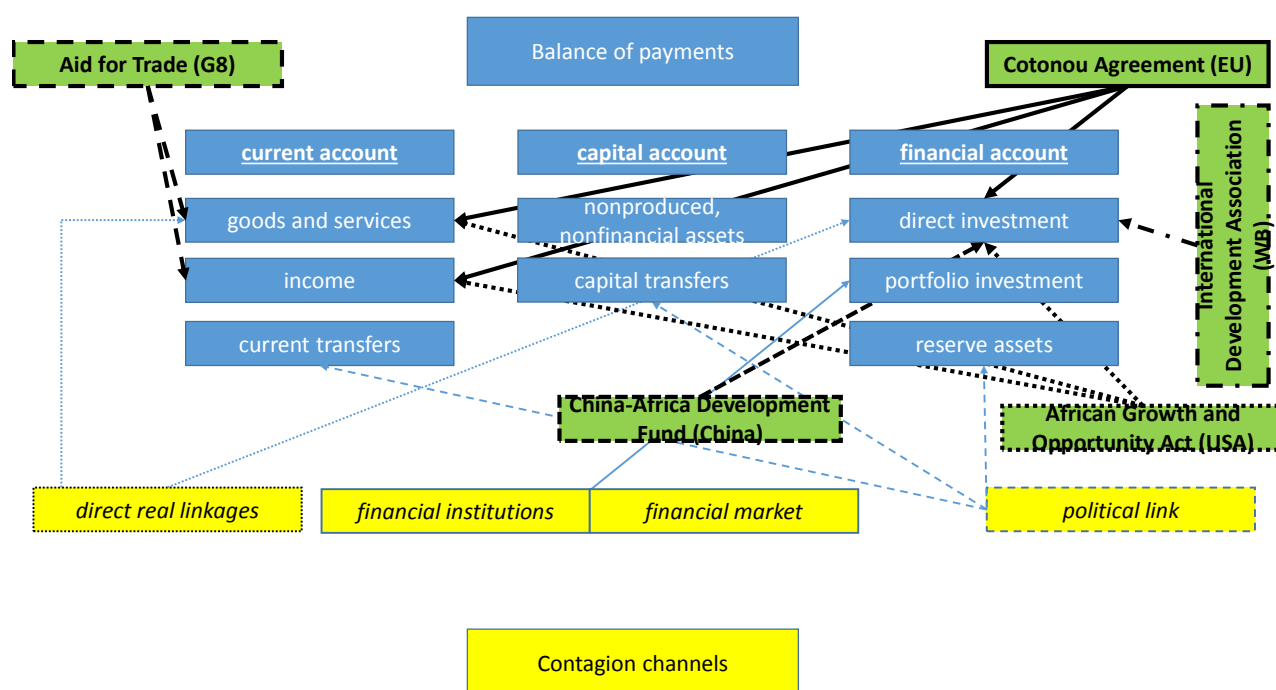 Balance of payments
Aid for Trade (G8)
Cotonou Agreement (EU)
current account
capital account
financial account
International
Development Association
(WB)
goods and services
nonproduced,
nonfinancial assets
direct investment
income
capital transfers
portfolio investment
current transfers
reserve assets
China-Africa Development
Fund (China)
African Growth and
Opportunity Act (USA)
direct real linkages
financial institutions
financial market
political link
Contagion channels